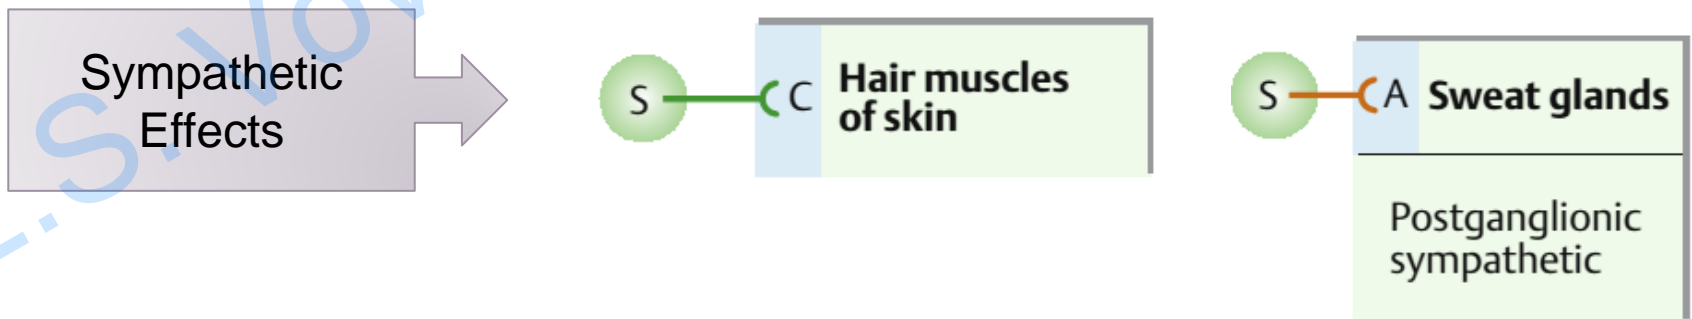 Sympathetic
Effects
S
C
Hair muscles
of skin
S
A
Sweat glands
Postganglionic
sympathetic